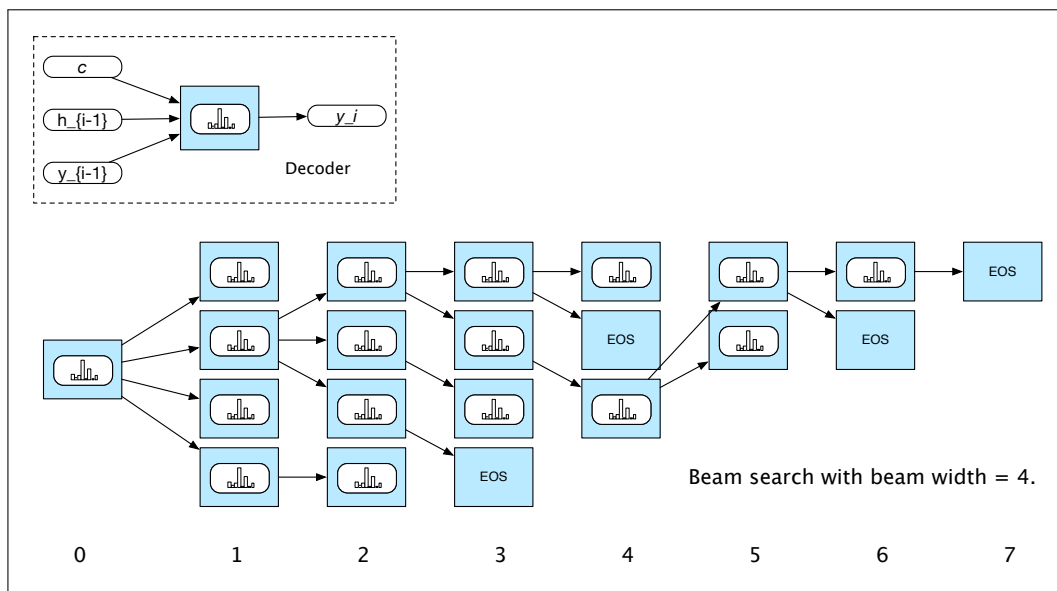 c
h_{i-1}
y_i
y_{i-1}
Decoder
EOS
EOS
EOS
EOS
Beam search with beam width = 4.
0 1 2 3 4 5 6 7